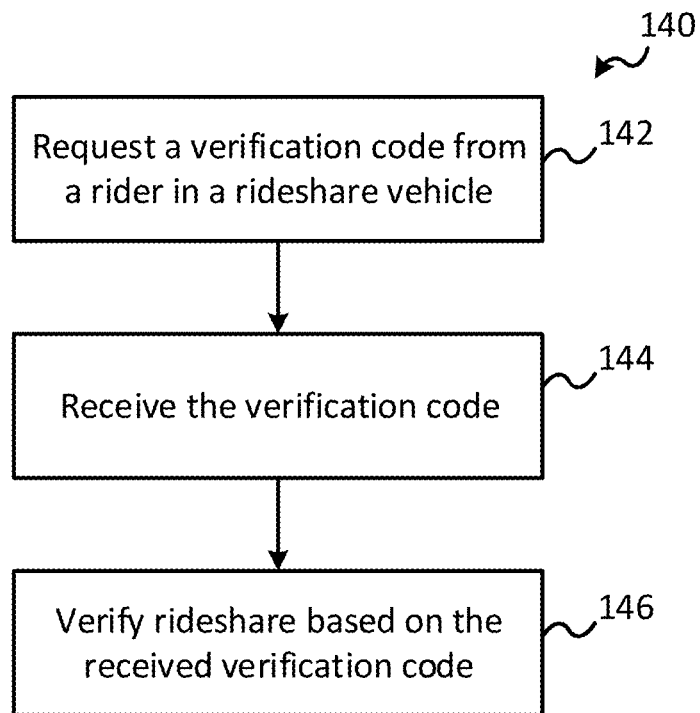 140
Request a verification code from
a rider in a rideshare vehicle
142
Receive the verification code
144
Verify rideshare based on the
received verification code
146